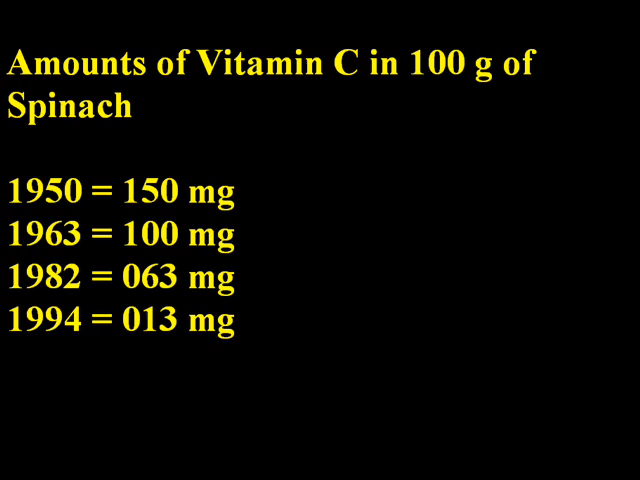 Amounts of Vitamin C in 100 g of
Spinach
1950 = 150 mg
1963 = 100 mg
1982 = 063 mg
1994 = 013 mg